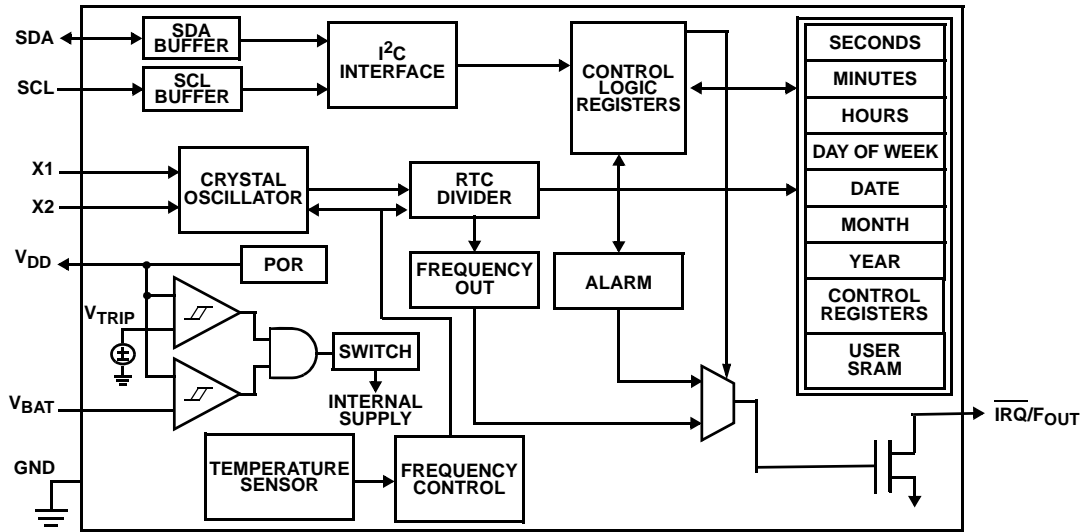 SDA
SDA
BUFFER
I²C
INTERFACE
SCL
SCL
BUFFER
CONTROL
LOGIC
REGISTERS
SECONDS
MINUTES
HOURS
DAY OF WEEK
DATE
MONTH
YEAR
CONTROL
REGISTERS
USER
SRAM
X1
X2
CRYSTAL
OSCILLATOR
RTC
DIVIDER
VDD
POR
FREQUENCY
OUT
ALARM
VTRIP
SWITCH
INTERNAL
SUPPLY
VBAT
IRQ/FOUT
GND
TEMPERATURE
SENSOR
FREQUENCY
CONTROL